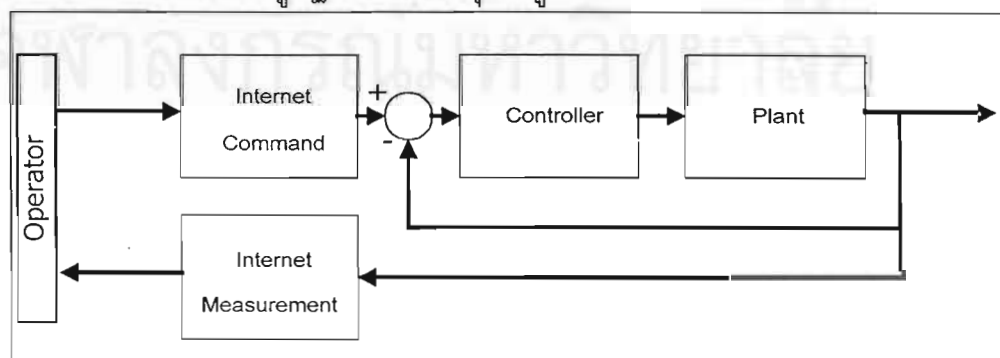 Operator
Internet
Command
+
-
Controller
Plant
Internet
Measurement